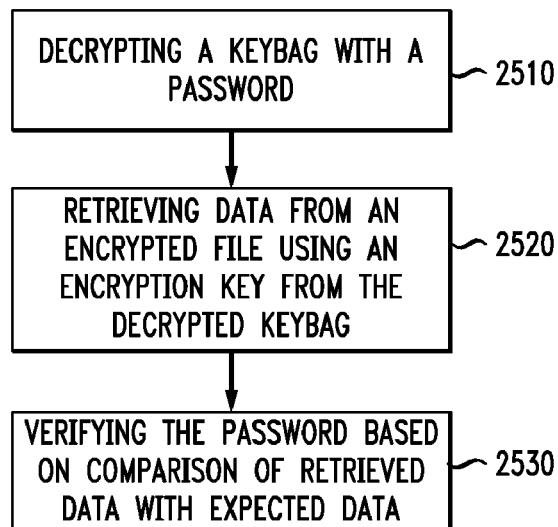 DECRYPTING A KEYBAG WITH A
PASSWORD
2510
RETRIEVING DATA FROM AN
ENCRYPTED FILE USING AN
ENCRYPTION KEY FROM THE
DECRYPTED KEYBAG
2520
VERIFYING THE PASSWORD BASED
ON COMPARISON OF RETRIEVED
DATA WITH EXPECTED DATA
2530